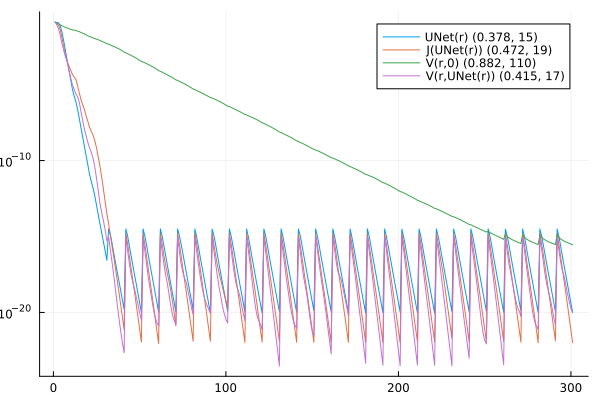 UNet(r) (0.378, 15)
J(UNet(r)) (0.472, 19)
V(r,0) (0.882, 110)
V(r,UNet(r)) (0.415, 17)
10⁻¹⁰
10⁻²⁰
0 100 200 300